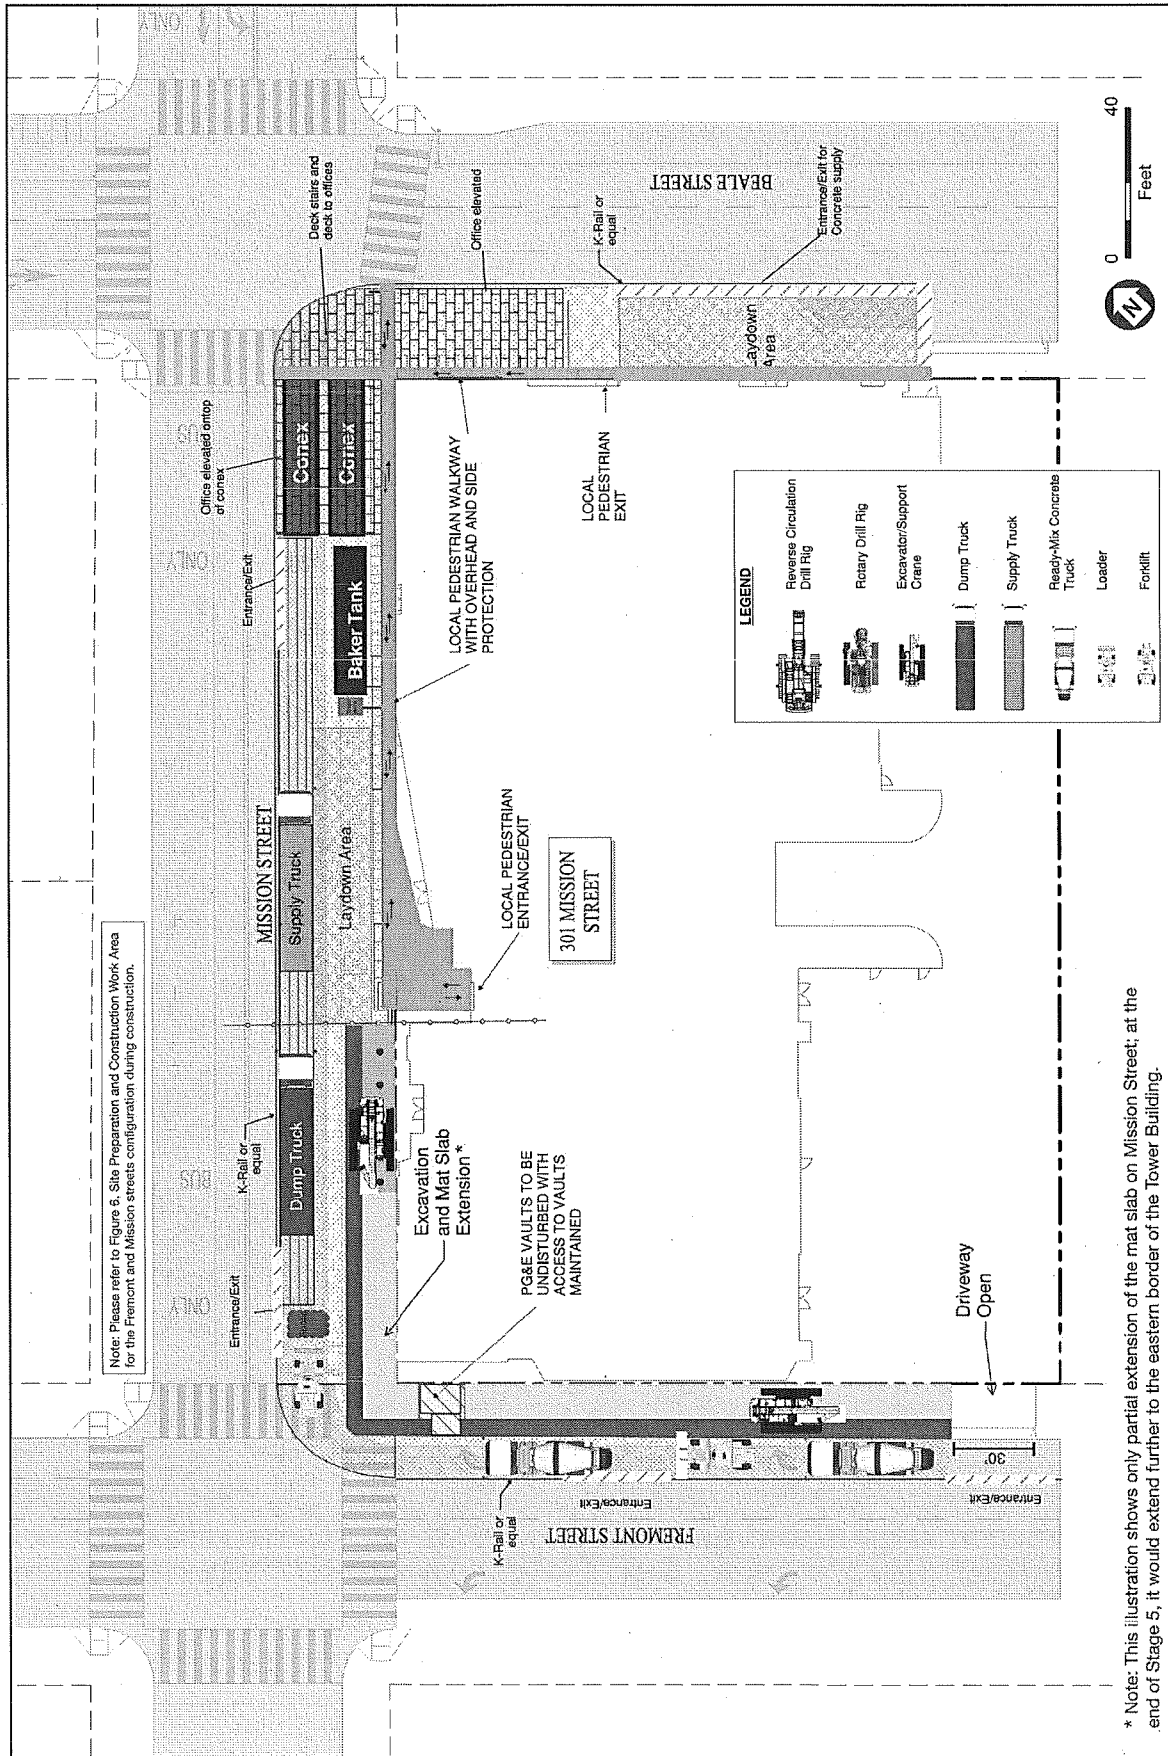 Note: Please refer to Figure 6, Site Preparation and Construction Work Area
for the Fremont and Mission streets configuration during construction.
ONLY
BUS
ONLY
BUS
ONLY
MISSION STREET
Entrance/Exit
K-Rail or
equal
Dump Truck
Supply Truck
Laydown Area
Entrance/Exit
Office elevated ontop
of conex
Baker Tank
Conex
Conex
Deck stairs and
deck to offices
Office elevated
K-Rail or
equal
BEALE STREET
Entrance/Exit for
Concrete supply
Laydown
Area
Excavation
and Mat Slab
Extension*
PG&E VAULTS TO BE
UNDISTURBED WITH
ACCESS TO VAULTS
MAINTAINED
LOCAL PEDESTRIAN
ENTRANCE/EXIT
301 MISSION
STREET
LOCAL PEDESTRIAN WALKWAY
WITH OVERHEAD AND SIDE
PROTECTION
LOCAL
PEDESTRIAN
EXIT
K-Rail or
equal
Entrance/Exit
FREMONT STREET
Entrance/Exit
30'
Driveway
Open
LEGEND
Reverse Circulation
Drill Rig
Rotary Drill Rig
Excavator/Support
Crane
Dump Truck
Supply Truck
Ready-Mix Concrete
Truck
Loader
Forklift
N
0
40
Feet
* Note: This illustration shows only partial extension of the mat slab on Mission Street; at the
end of Stage 5, it would extend further to the eastern border of the Tower Building.